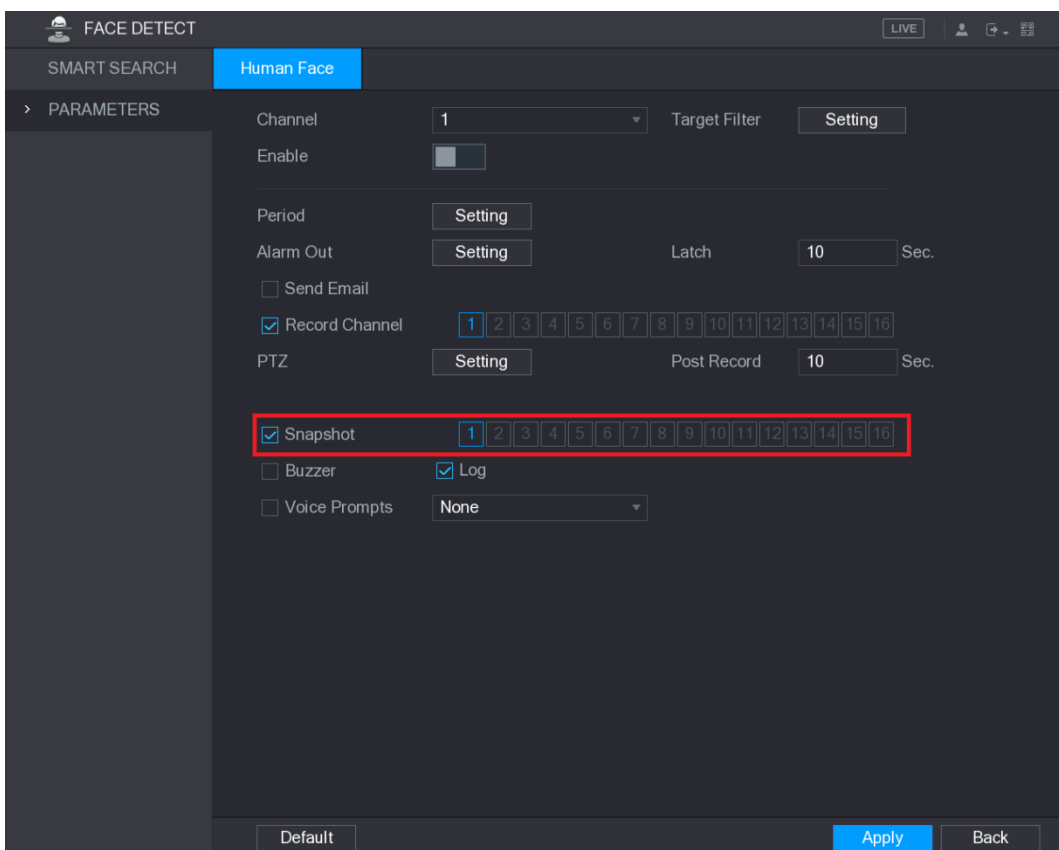 FACE DETECT LIVE
SMART SEARCH Human Face
> PARAMETERS
Channel 1 Target Filter Setting
Enable
Period Setting
Alarm Out Setting Latch 10 Sec.
Send Email
Record Channel 1 2 3 4 5 6 7 8 9 10 11 12 13 14 15 16
PTZ Setting Post Record 10 Sec.
Snapshot 1 2 3 4 5 6 7 8 9 10 11 12 13 14 15 16
Buzzer Log
Voice Prompts None
Default Apply Back